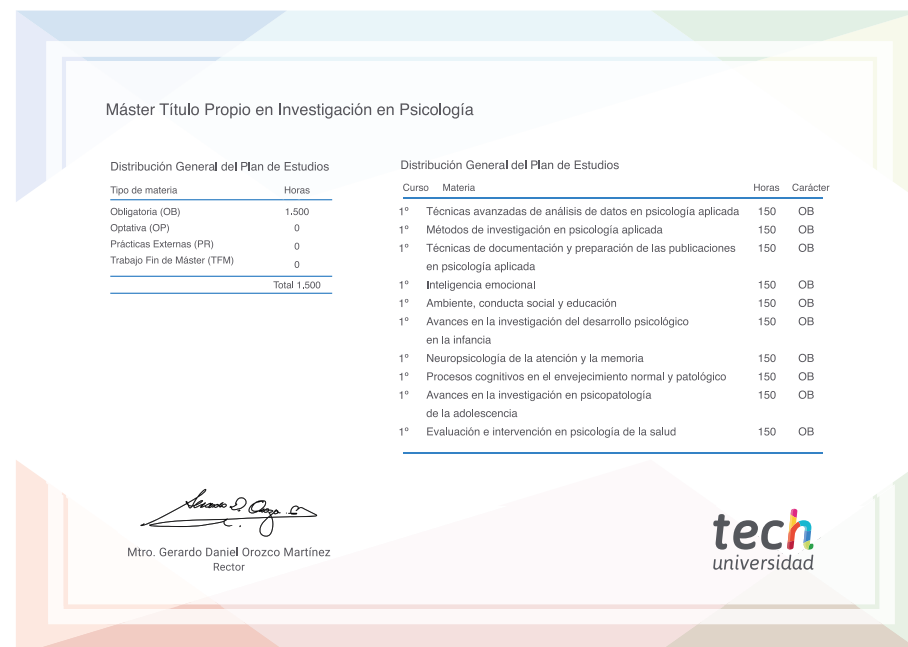 Máster Título Propio en Investigación en Psicología
Distribución General del Plan de Estudios
Tipo de materia Horas
Obligatoria (OB) 1.500
Optativa (OP) 0
Prácticas Externas (PR) 0
Trabajo Fin de Máster (TFM) 0
Total 1.500
Distribución General del Plan de Estudios
Curso Materia Horas Carácter
1º Técnicas avanzadas de análisis de datos en psicología aplicada 150 OB
1º Métodos de investigación en psicología aplicada 150 OB
1º Técnicas de documentación y preparación de las publicaciones 150 OB
en psicología aplicada
1º Inteligencia emocional 150 OB
1º Ambiente, conducta social y educación 150 OB
1º Avances en la investigación del desarrollo psicológico 150 OB
en la infancia
1º Neuropsicología de la atención y la memoria 150 OB
1º Procesos cognitivos en el envejecimiento normal y patológico 150 OB
1º Avances en la investigación en psicopatología 150 OB
de la adolescencia
1º Evaluación e intervención en psicología de la salud 150 OB
Mtro. Gerardo Daniel Orozco Martínez
Rector
tech
universidad